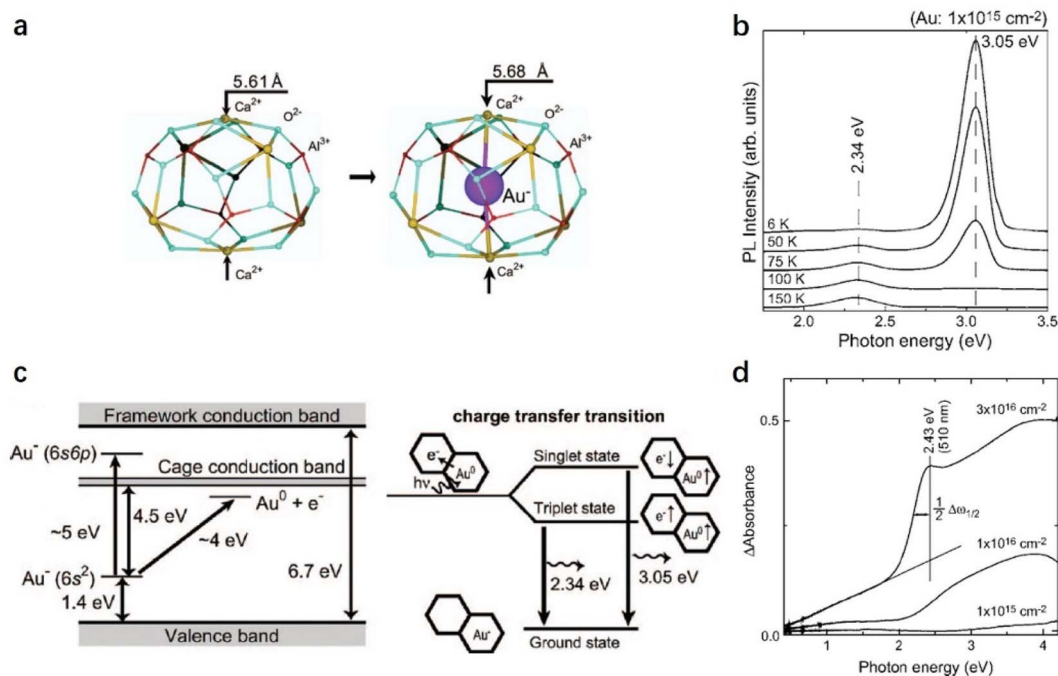 a
5.61 Å
Ca²⁺
O²⁻
Al³⁺
Ca²⁺
5.68 Å
Ca²⁺
O²⁻
Al³⁺
Au⁻
Ca²⁺
b
(Au: 1x10¹⁵ cm⁻²)
3.05 eV
2.34 eV
6 K
50 K
75 K
100 K
150 K
PL Intensity (arb. units)
2.0 2.5 3.0 3.5
Photon energy (eV)
c
Framework conduction band
Au⁻ (6s6p)
Cage conduction band
Au⁰ + e⁻
4.5 eV
~5 eV
~4 eV
6.7 eV
Au⁻ (6s²)
1.4 eV
Valence band
charge transfer transition
e⁻
Au⁰
hν
Singlet state
e⁻↓
Au⁰↑
Triplet state
e⁻↑
Au⁰↑
2.34 eV
3.05 eV
Au⁻
Ground state
d
0.5
3x10¹⁶ cm⁻²
2.43 eV
(510 nm)
½ Δω₁/₂
1x10¹⁶ cm⁻²
1x10¹⁵ cm⁻²
ΔAbsorbance
0.0
1 2 3 4
Photon energy (eV)